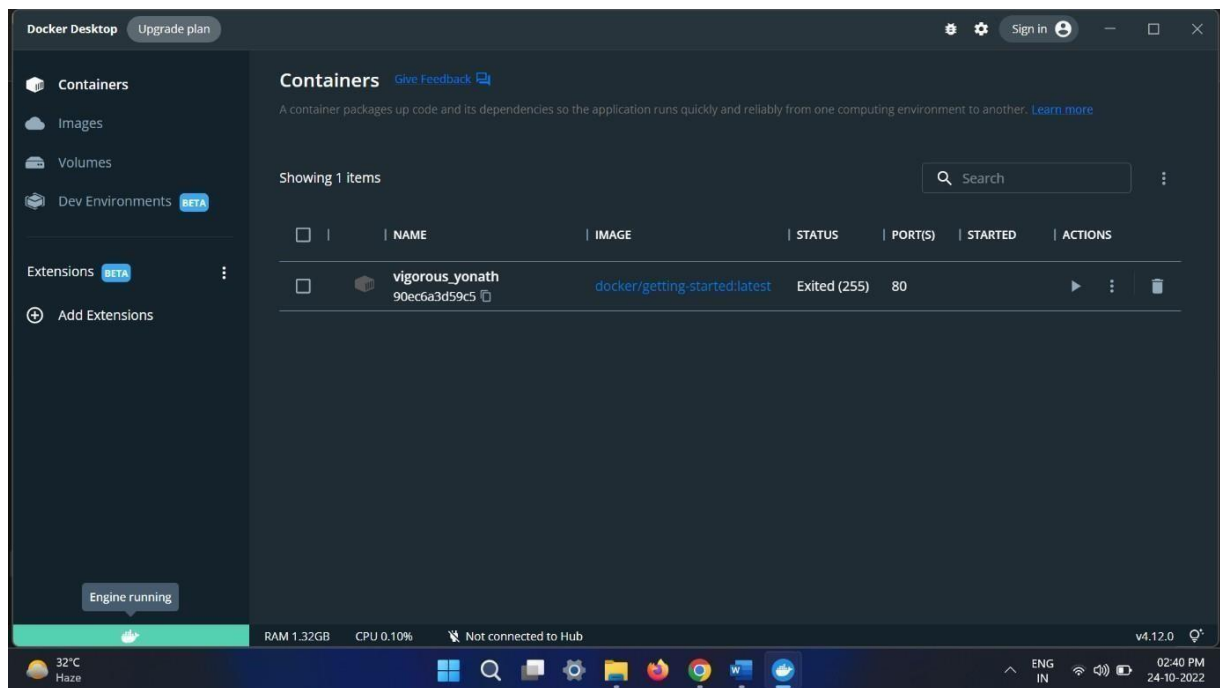 Docker Desktop Upgrade plan Sign in
Containers
Images
Volumes
Dev Environments BETA
Extensions BETA
Add Extensions
Containers Give Feedback
A container packages up code and its dependencies so the application runs quickly and reliably from one computing environment to another. Learn more
Showing 1 items Search
NAME IMAGE STATUS PORT(S) STARTED ACTIONS
vigorous_yonath docker/getting-started:latest Exited (255) 80
90ec6a3d59c5
Engine running
RAM 1.32GB CPU 0.10% Not connected to Hub v4.12.0
32°C ENG 02:40 PM
Haze IN 24-10-2022